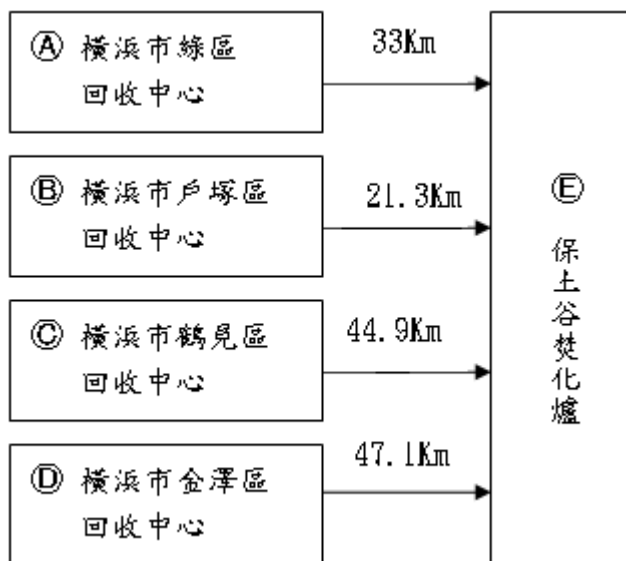 Ⓐ 橫浜市綠區
回收中心
33Km
Ⓑ 橫浜市戶塚區
回收中心
21.3Km
Ⓒ 橫浜市鶴見區
回收中心
44.9Km
Ⓓ 橫浜市金澤區
回收中心
47.1Km
Ⓔ
保土谷焚化爐